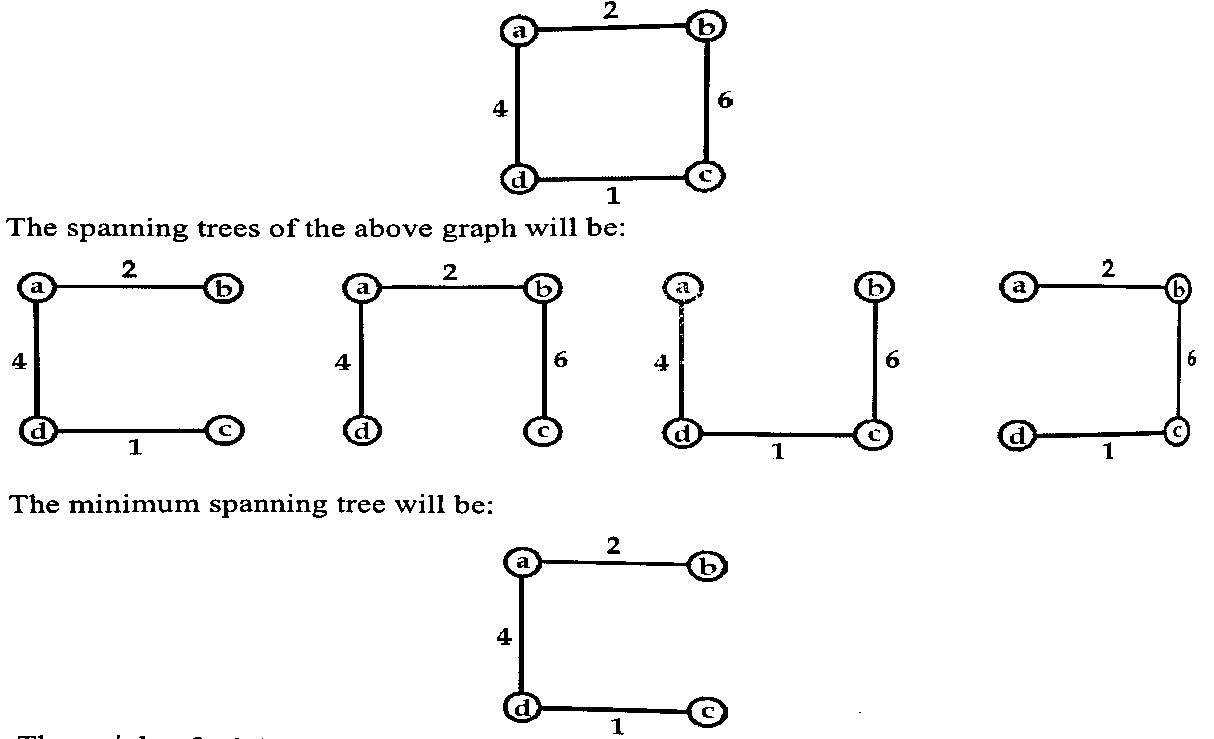 2
a b
4 6
d c
1
The spanning trees of the above graph will be:
2 2 2
a b a b a b a b
4 4 6 4 6 6
d c d c d c d c
1 1 1
The minimum spanning tree will be:
2
a b
4
d c
1